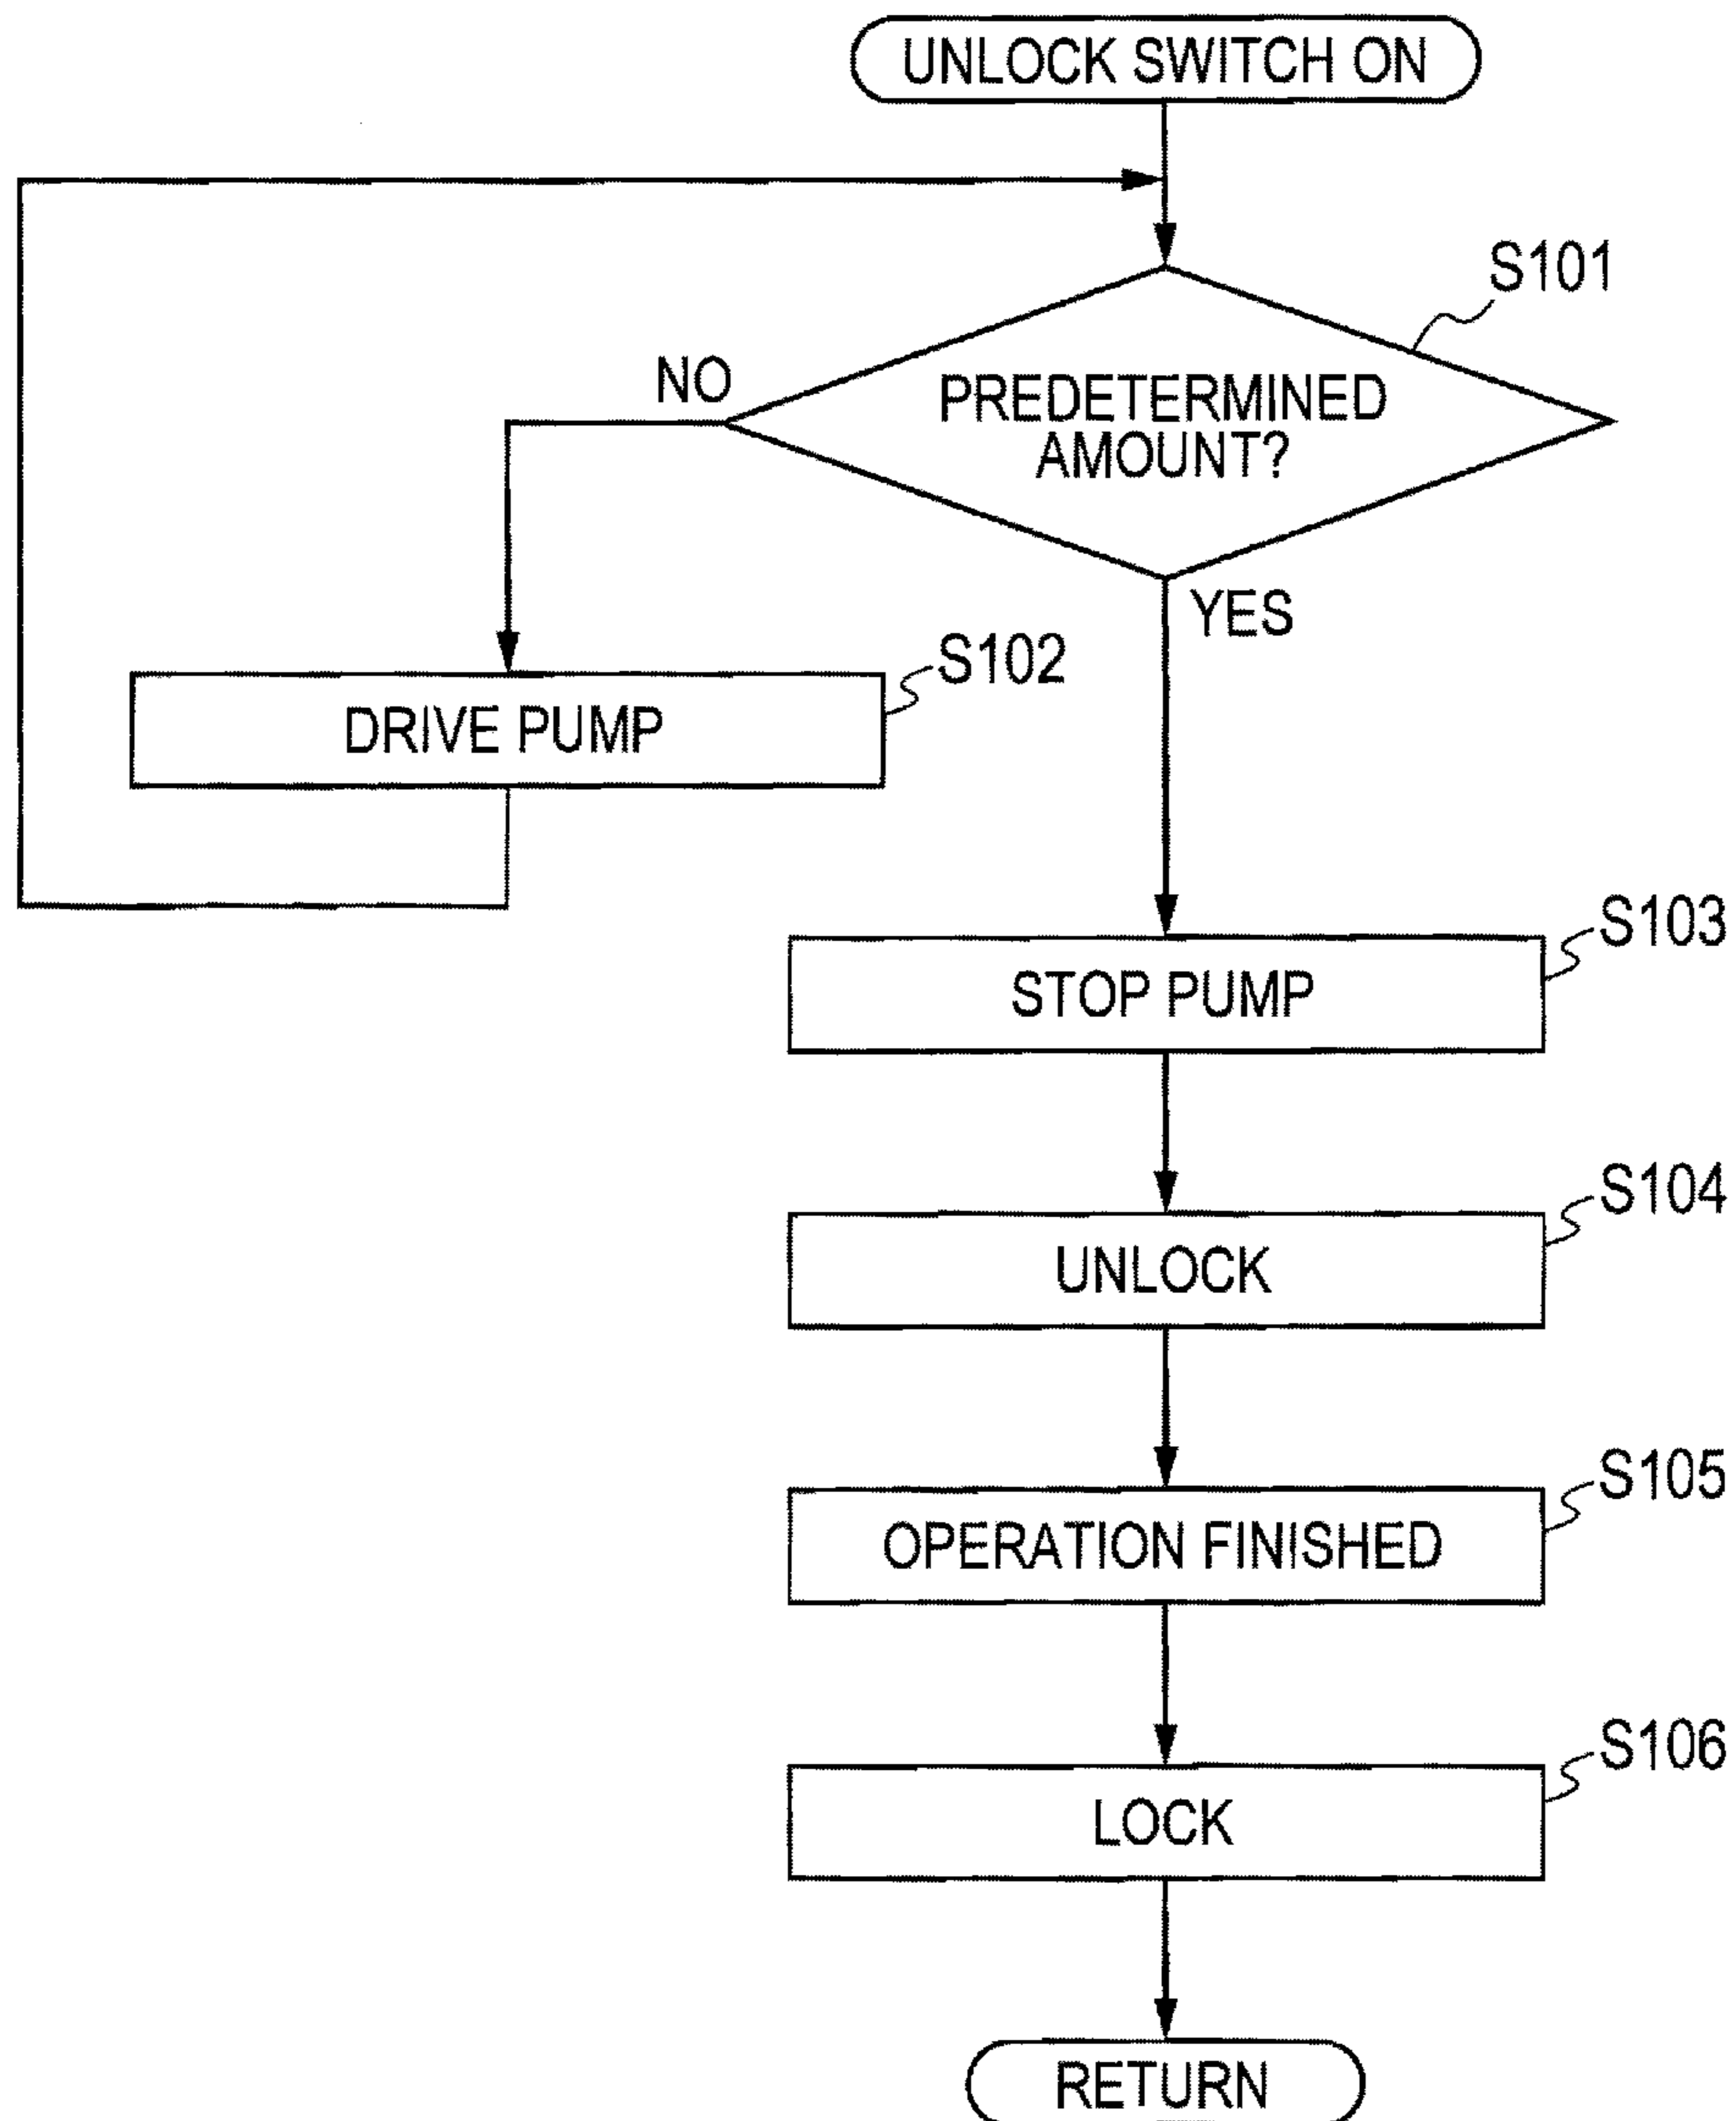 UNLOCK SWITCH ON
S101
NO
PREDETERMINED
AMOUNT?
YES
S102
DRIVE PUMP
S103
STOP PUMP
S104
UNLOCK
S105
OPERATION FINISHED
S106
LOCK
RETURN